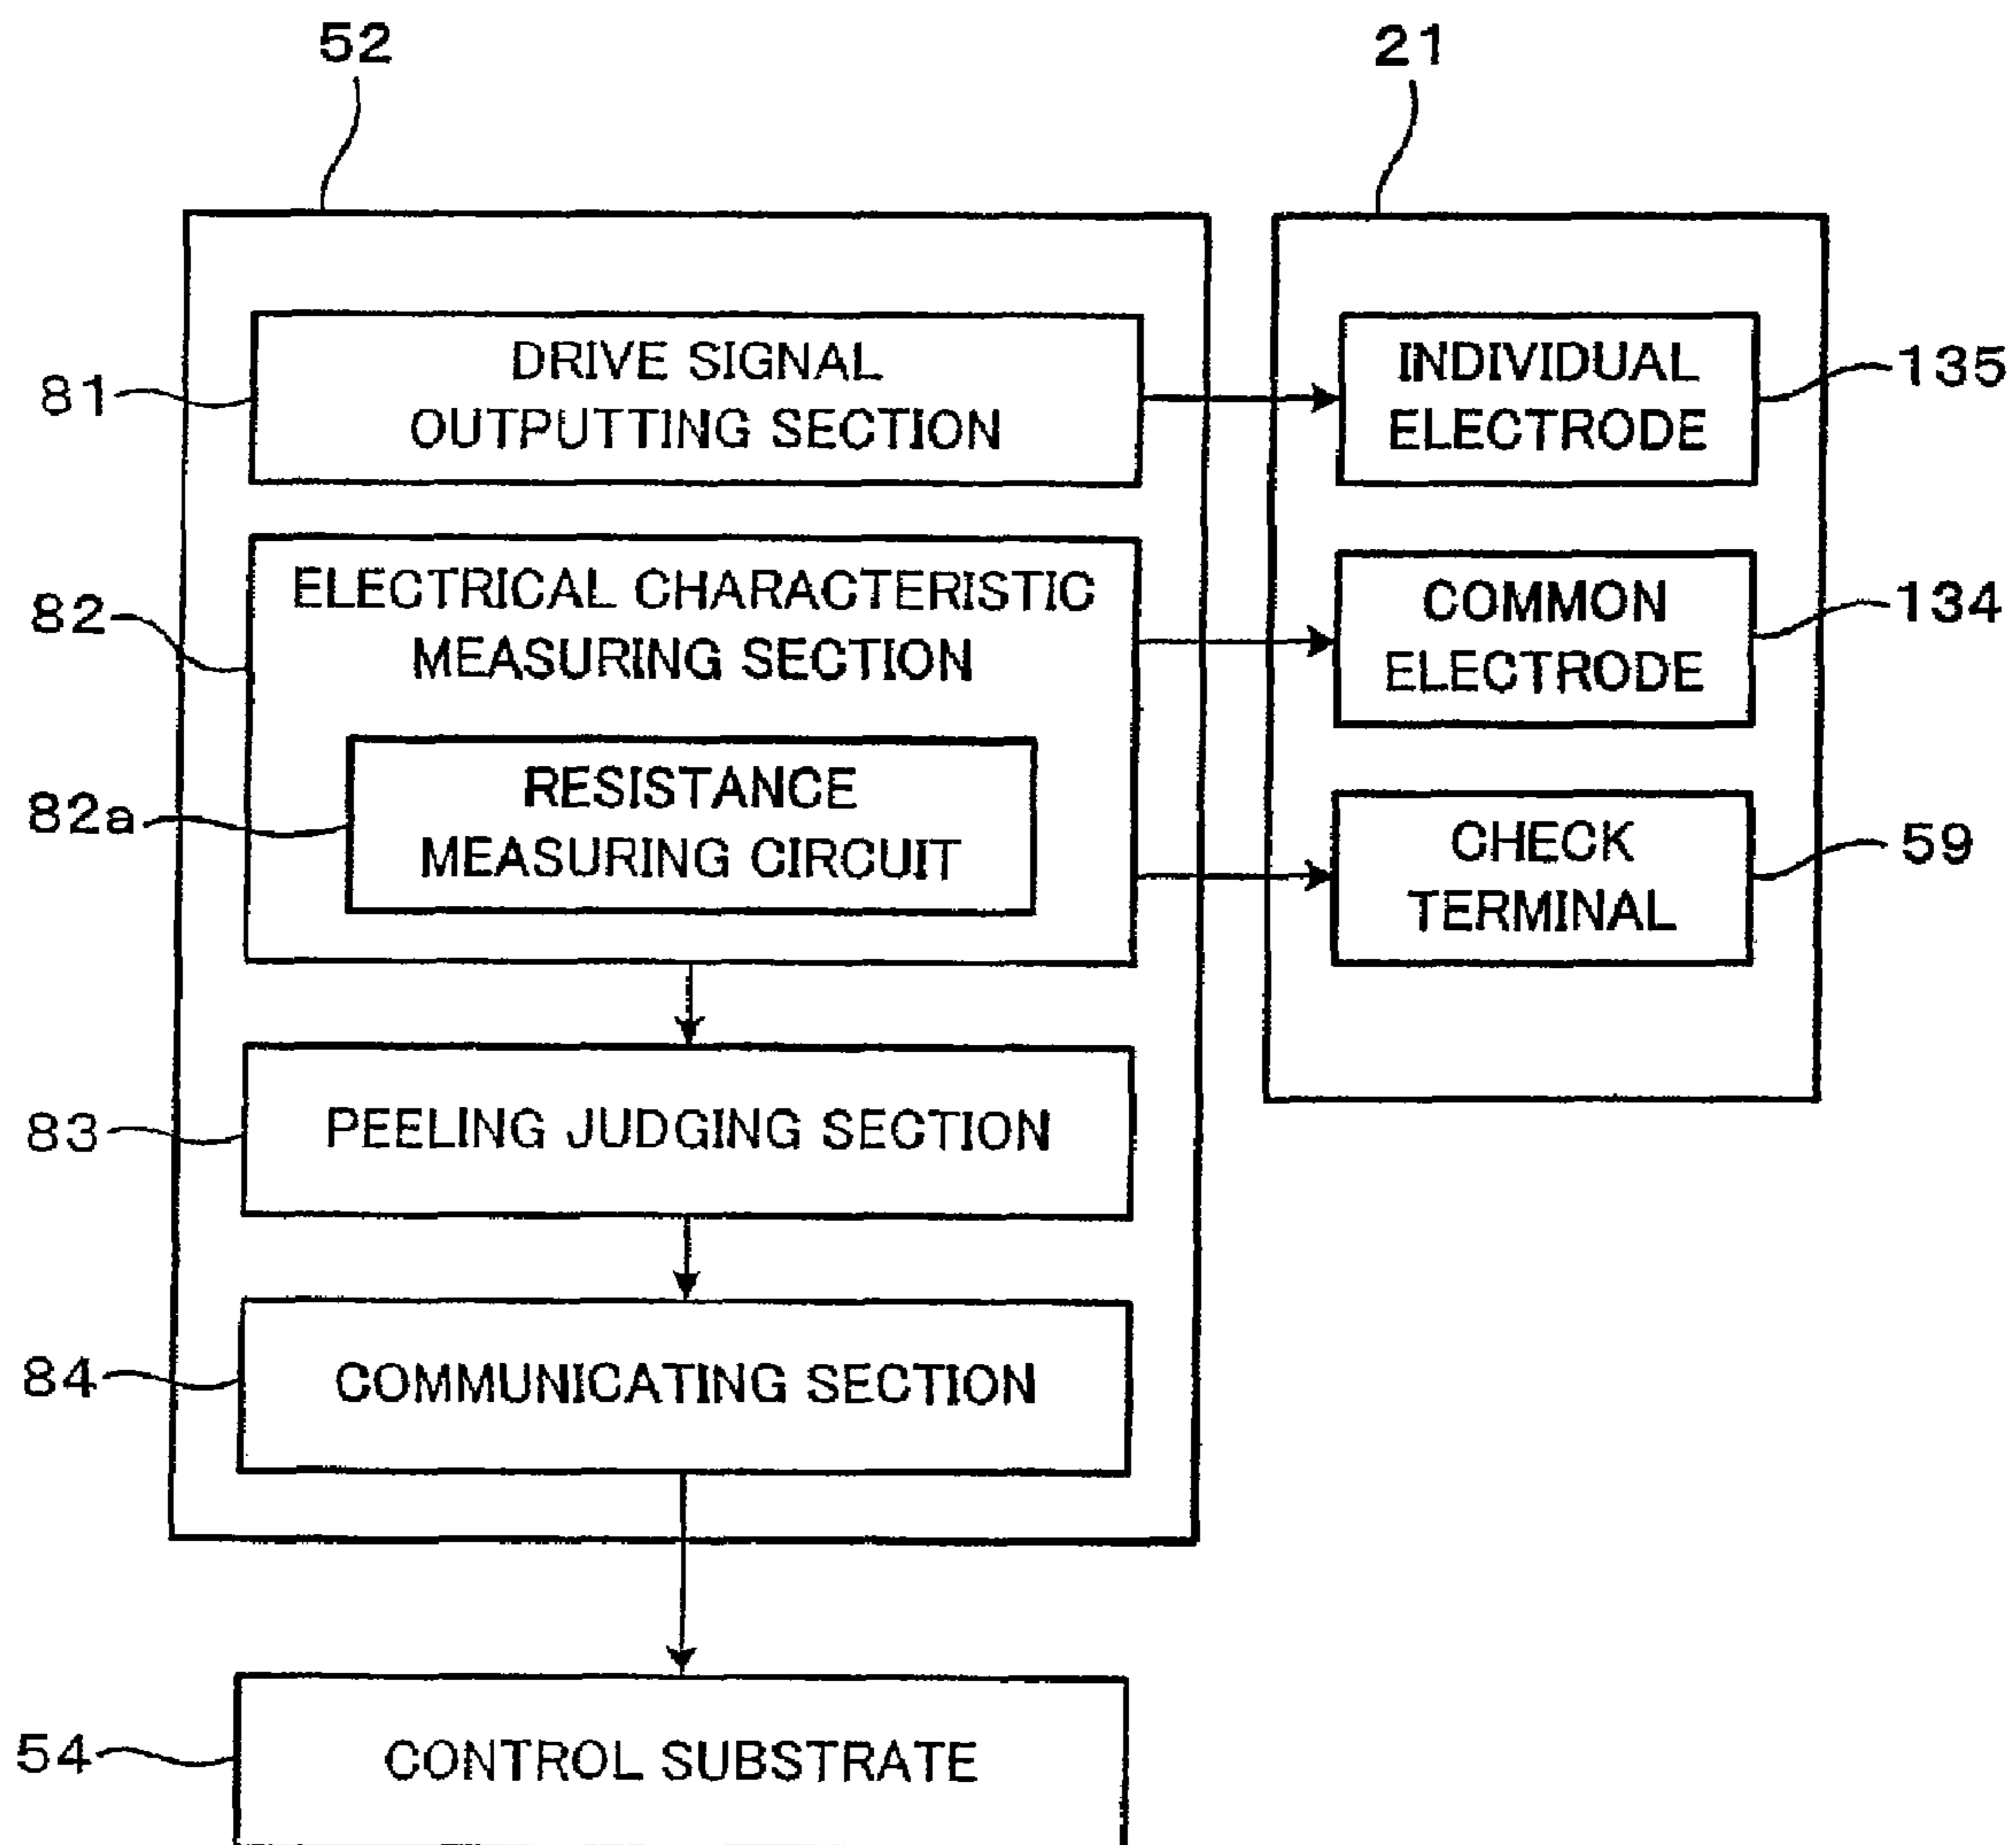 52
21
81
DRIVE SIGNAL
OUTPUTTING SECTION
INDIVIDUAL
ELECTRODE
135
82
ELECTRICAL CHARACTERISTIC
MEASURING SECTION
COMMON
ELECTRODE
134
82a
RESISTANCE
MEASURING CIRCUIT
CHECK
TERMINAL
59
83
PEELING JUDGING SECTION
84
COMMUNICATING SECTION
54
CONTROL SUBSTRATE